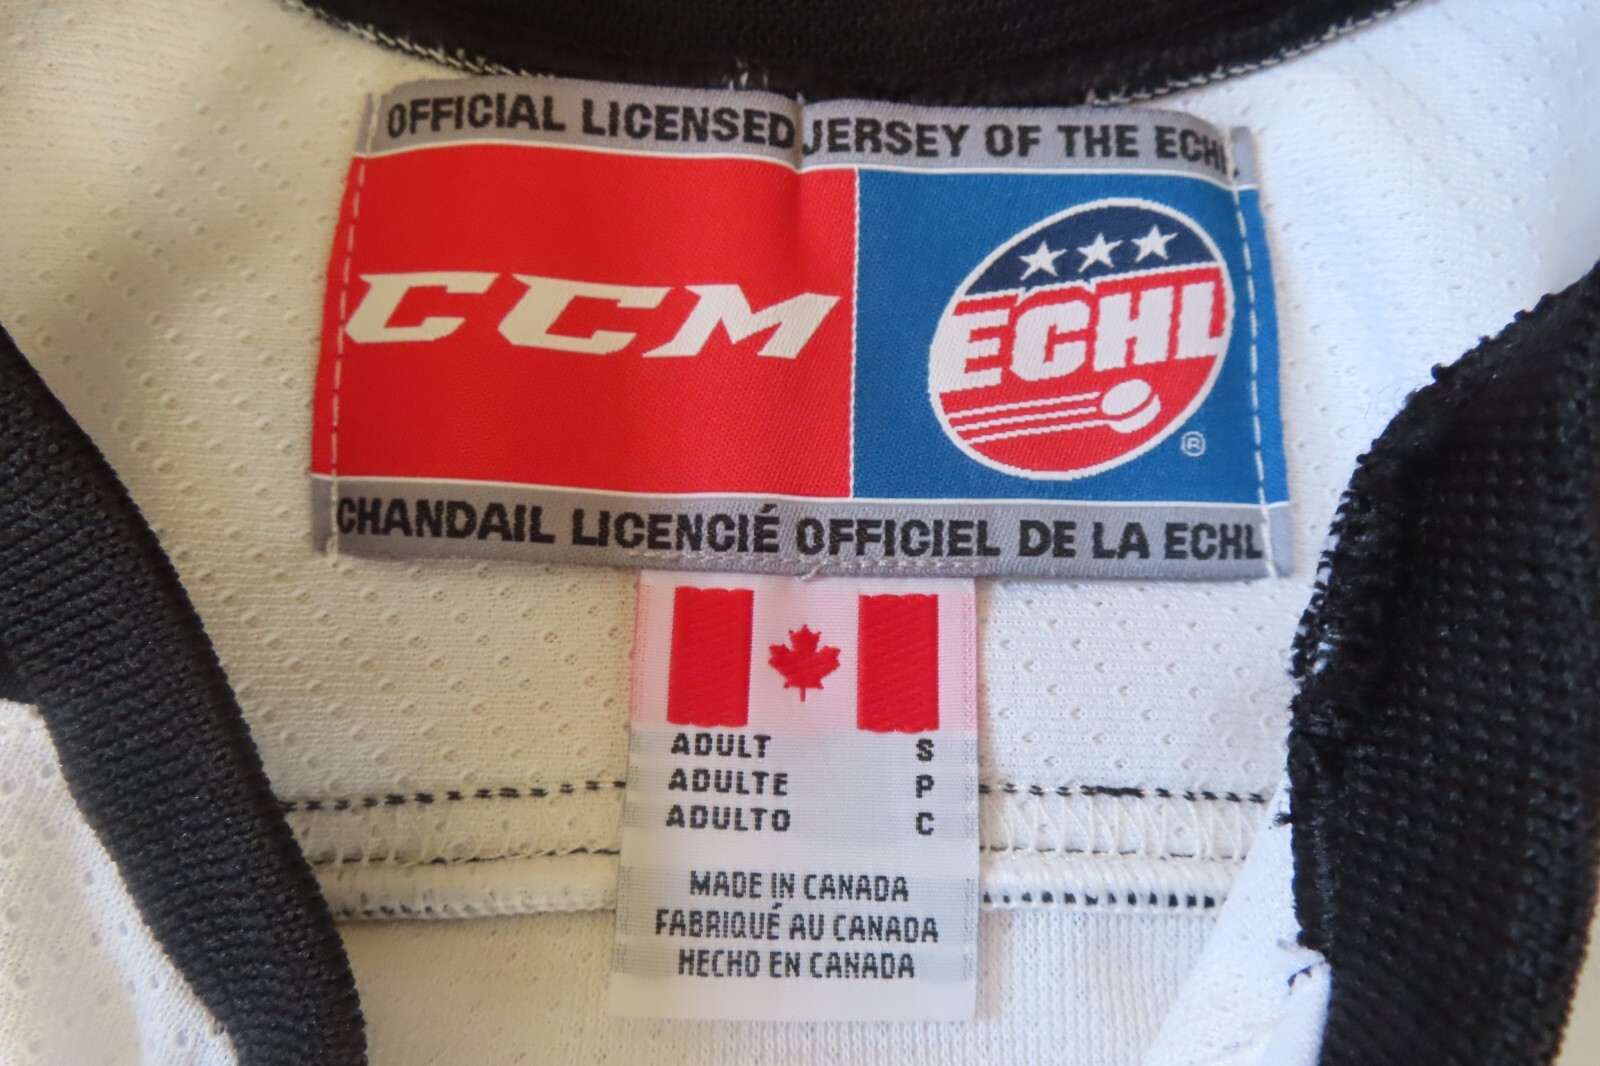 OFFICIAL LICENSED JERSEY OF THE ECHL
CCM
ECHL
®
CHANDAIL LICENCIÉ OFFICIEL DE LA ECHL
ADULT S
ADULTE P
ADULTO C
MADE IN CANADA
FABRIQUÉ AU CANADA
HECHO EN CANADA